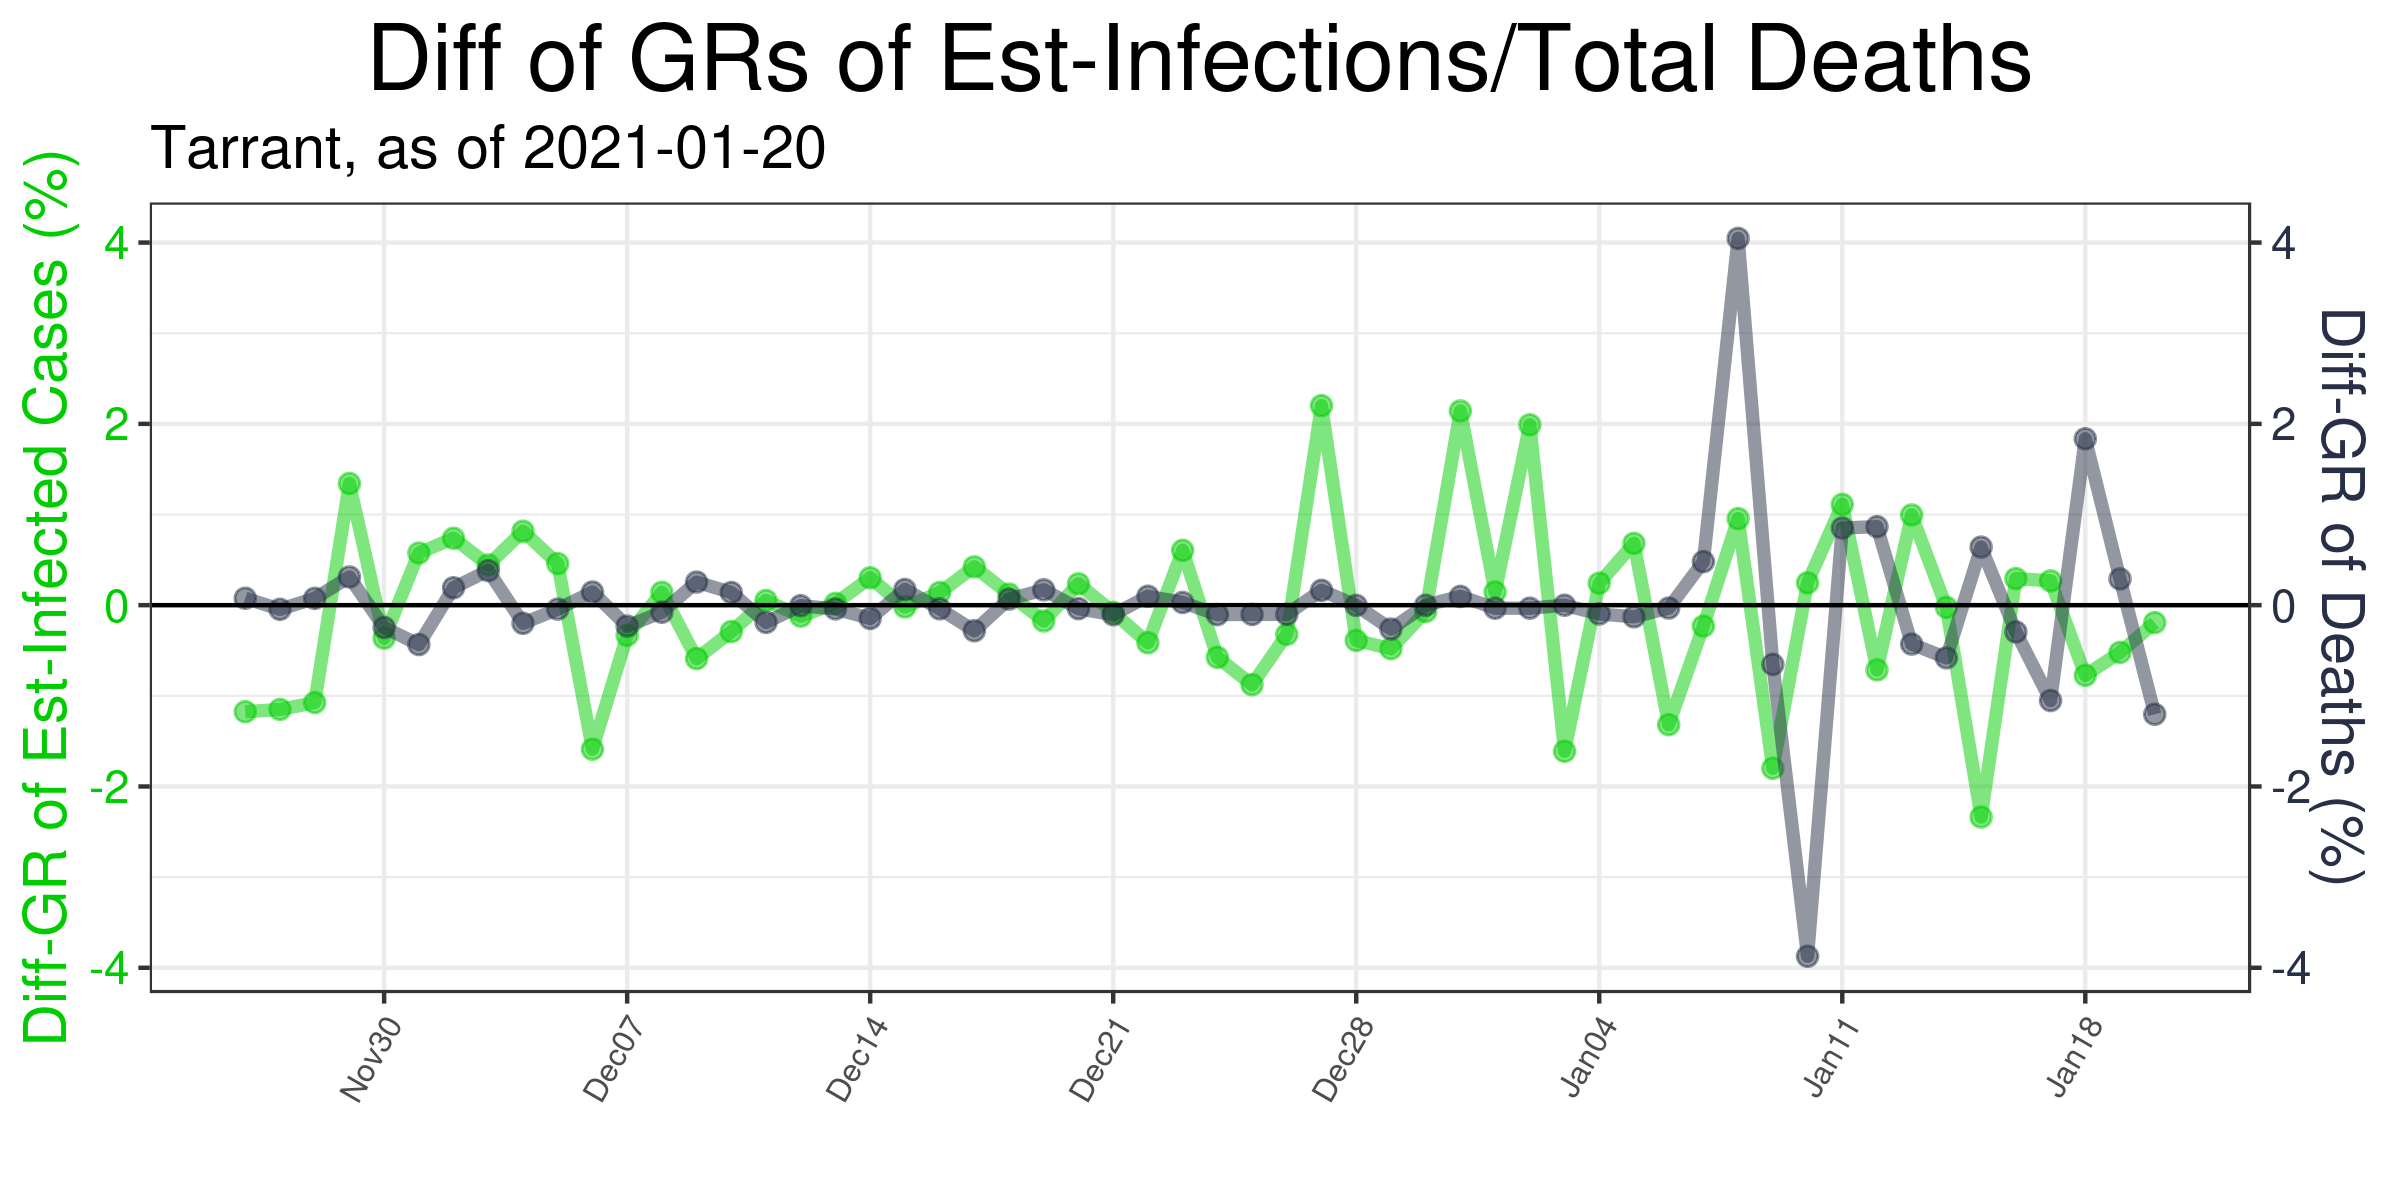 Diff of GRs of Est-Infections/Total Deaths
Tarrant, as of 2021-01-20
Diff-GR of Est-Infected Cases (%)
4
2
0
-2
-4
4
2
0
-2
-4
Diff-GR of Deaths (%)
Nov30
Dec07
Dec14
Dec21
Dec28
Jan04
Jan11
Jan18